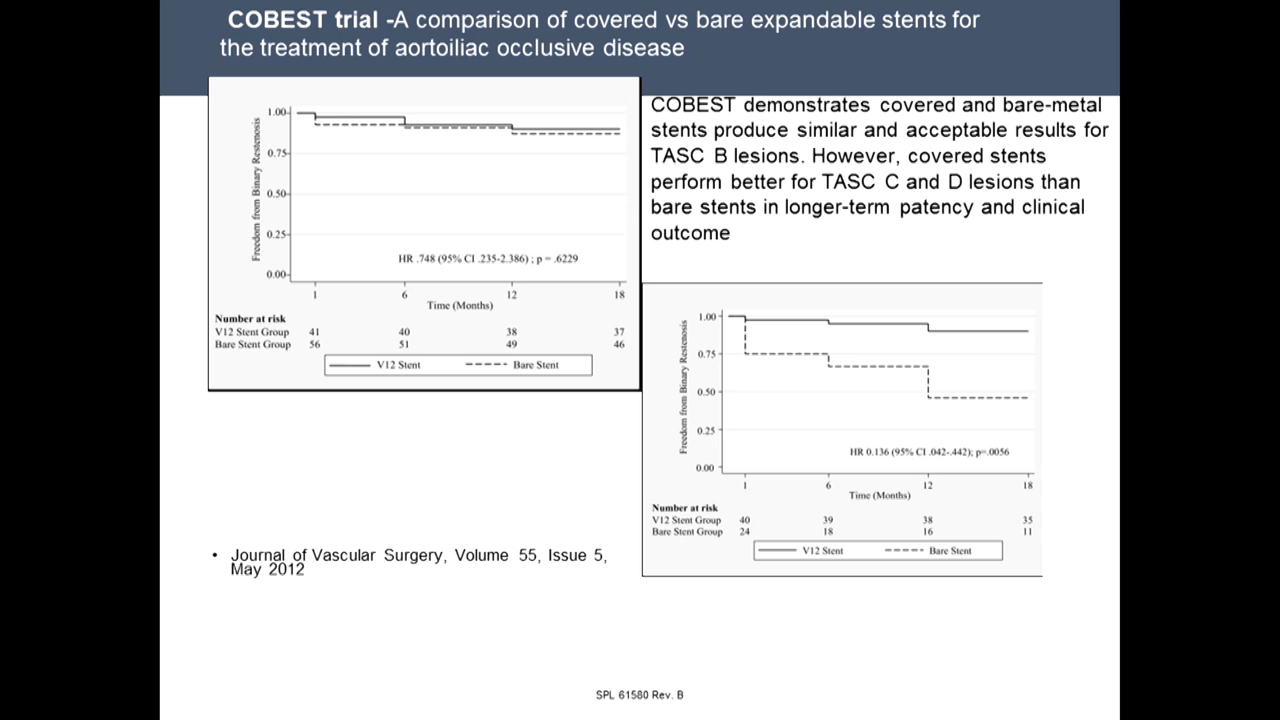 COBEST trial -A comparison of covered vs bare expandable stents for
the treatment of aortoiliac occlusive disease
Freedom from Binary Restenosis
1.00
0.75
0.50
0.25
0.00
HR .748 (95% CI .235-2.386) ; p = .6229
1 6 12 18
Time (Months)
Number at risk
V12 Stent Group 41 40 38 37
Bare Stent Group 56 51 49 46
V12 Stent Bare Stent
COBEST demonstrates covered and bare-metal
stents produce similar and acceptable results for
TASC B lesions. However, covered stents
perform better for TASC C and D lesions than
bare stents in longer-term patency and clinical
outcome
Freedom from Binary Restenosis
1.00
0.75
0.50
0.25
0.00
HR 0.136 (95% CI .042-.442); p=.0056
1 6 12 18
Time (Months)
Number at risk
V12 Stent Group 40 39 38 35
Bare Stent Group 24 18 16 11
V12 Stent Bare Stent
• Journal of Vascular Surgery, Volume 55, Issue 5,
May 2012
SPL 61580 Rev. B